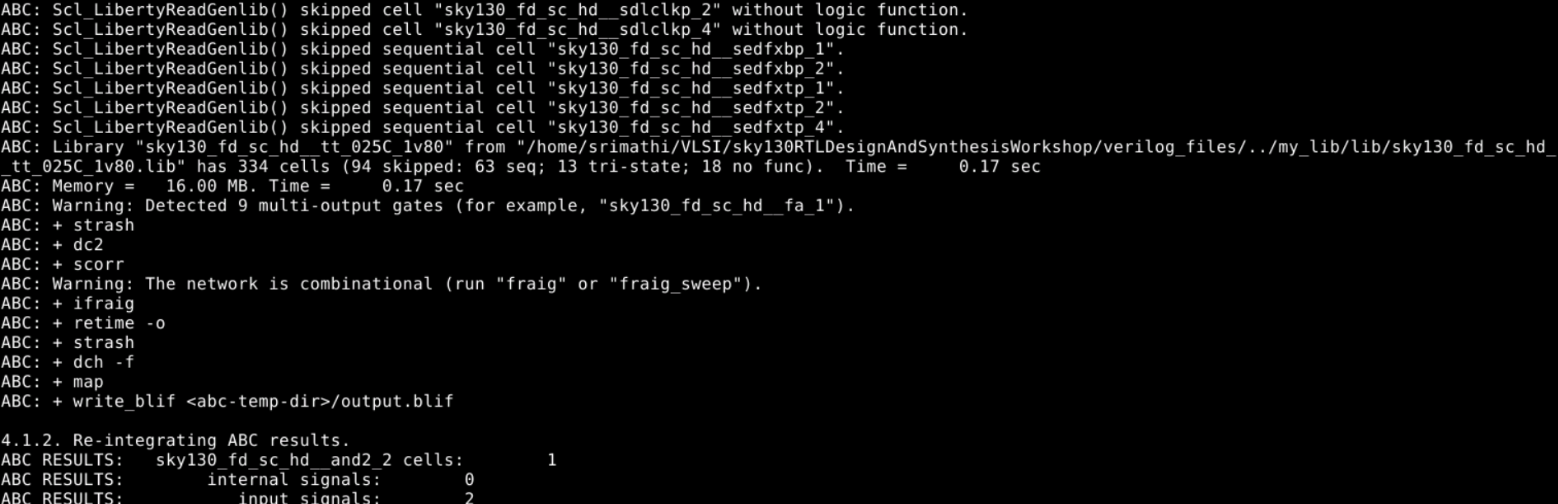 ABC: Scl_LibertyReadGenlib() skipped cell "sky130_fd_sc_hd__sdlclkp_2" without logic function.
ABC: Scl_LibertyReadGenlib() skipped cell "sky130_fd_sc_hd__sdlclkp_4" without logic function.
ABC: Scl_LibertyReadGenlib() skipped sequential cell "sky130_fd_sc_hd__sedfxbp_1".
ABC: Scl_LibertyReadGenlib() skipped sequential cell "sky130_fd_sc_hd__sedfxbp_2".
ABC: Scl_LibertyReadGenlib() skipped sequential cell "sky130_fd_sc_hd__sedfxtp_1".
ABC: Scl_LibertyReadGenlib() skipped sequential cell "sky130_fd_sc_hd__sedfxtp_2".
ABC: Scl_LibertyReadGenlib() skipped sequential cell "sky130_fd_sc_hd__sedfxtp_4".
ABC: Library "sky130_fd_sc_hd__tt_025C_1v80" from "/home/srimathi/VLSI/sky130RTLDesignAndSynthesisWorkshop/verilog_files/../my_lib/lib/sky130_fd_sc_hd_
_tt_025C_1v80.lib" has 334 cells (94 skipped: 63 seq; 13 tri-state; 18 no func).  Time =     0.17 sec
ABC: Memory =   16.00 MB. Time =     0.17 sec
ABC: Warning: Detected 9 multi-output gates (for example, "sky130_fd_sc_hd__fa_1").
ABC: + strash
ABC: + dc2
ABC: + scorr
ABC: Warning: The network is combinational (run "fraig" or "fraig_sweep").
ABC: + ifraig
ABC: + retime -o
ABC: + strash
ABC: + dch -f
ABC: + map
ABC: + write_blif <abc-temp-dir>/output.blif
4.1.2. Re-integrating ABC results.
ABC RESULTS:   sky130_fd_sc_hd__and2_2 cells:        1
ABC RESULTS:        internal signals:        0
ABC RESULTS:           input signals:        2